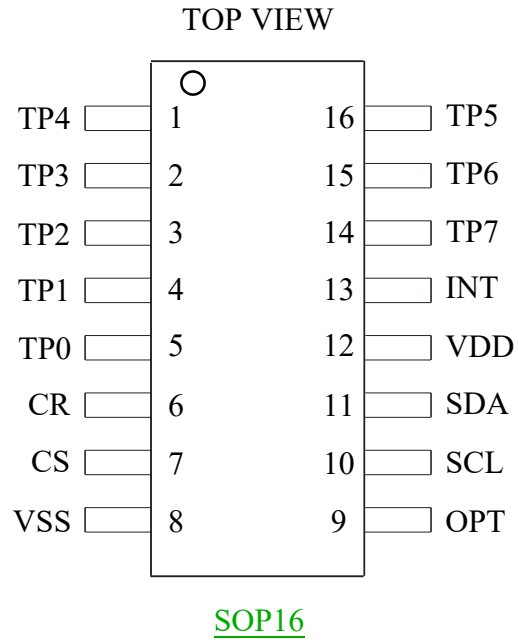 TOP VIEW
TP4 1 16 TP5
TP3 2 15 TP6
TP2 3 14 TP7
TP1 4 13 INT
TP0 5 12 VDD
CR 6 11 SDA
CS 7 10 SCL
VSS 8 9 OPT
SOP16